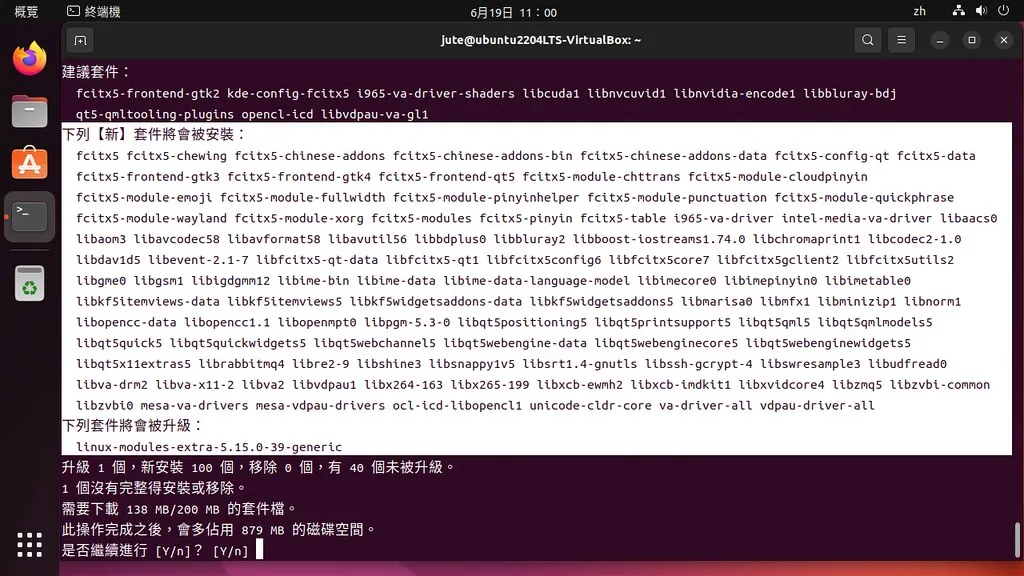 概覽 終端機 6月19日 11：00 zh
jute@ubuntu2204LTS-VirtualBox: ~
建議套件：
fcitx5-frontend-gtk2 kde-config-fcitx5 i965-va-driver-shaders libcuda1 libnvcuvid1 libnvidia-encode1 libbluray-bdj
qt5-qmltooling-plugins opencl-icd libvdpau-va-gl1
下列【新】套件將會被安裝：
fcitx5 fcitx5-chewing fcitx5-chinese-addons fcitx5-chinese-addons-bin fcitx5-chinese-addons-data fcitx5-config-qt fcitx5-data
fcitx5-frontend-gtk3 fcitx5-frontend-gtk4 fcitx5-frontend-qt5 fcitx5-module-chttrans fcitx5-module-cloudpinyin
fcitx5-module-emoji fcitx5-module-fullwidth fcitx5-module-pinyinhelper fcitx5-module-punctuation fcitx5-module-quickphrase
fcitx5-module-wayland fcitx5-module-xorg fcitx5-modules fcitx5-pinyin fcitx5-table i965-va-driver intel-media-va-driver libaacs0
libaom3 libavcodec58 libavformat58 libavutil56 libbdplus0 libbluray2 libboost-iostreams1.74.0 libchromaprint1 libcodec2-1.0
libdav1d5 libevent-2.1-7 libfcitx5-qt-data libfcitx5-qt1 libfcitx5config6 libfcitx5core7 libfcitx5gclient2 libfcitx5utils2
libgme0 libgsm1 libigdgmm12 libime-bin libime-data libime-data-language-model libimecore0 libimepinyin0 libimetable0
libkf5itemviews-data libkf5itemviews5 libkf5widgetsaddons-data libkf5widgetsaddons5 libmarisa0 libmfx1 libminizip1 libnorm1
libopencc-data libopencc1.1 libopenmpt0 libpgm-5.3-0 libqt5positioning5 libqt5printsupport5 libqt5qml5 libqt5qmlmodels5
libqt5quick5 libqt5quickwidgets5 libqt5webchannel5 libqt5webengine-data libqt5webenginecore5 libqt5webenginewidgets5
libqt5x11extras5 librabbitmq4 libre2-9 libshine3 libsnappy1v5 libsrt1.4-gnutls libssh-gcrypt-4 libswresample3 libudfread0
libva-drm2 libva-x11-2 libva2 libvdpau1 libx264-163 libx265-199 libxcb-ewmh2 libxcb-imdkit1 libxvidcore4 libzmq5 libzvbi-common
libzvbi0 mesa-va-drivers mesa-vdpau-drivers ocl-icd-libopencl1 unicode-cldr-core va-driver-all vdpau-driver-all
下列套件將會被升級：
linux-modules-extra-5.15.0-39-generic
升級 1 個，新安裝 100 個，移除 0 個，有 40 個未被升級。
1 個沒有完整得安裝或移除。
需要下載 138 MB/200 MB 的套件檔。
此操作完成之後，會多佔用 879 MB 的磁碟空間。
是否繼續進行 [Y/n]？ [Y/n]